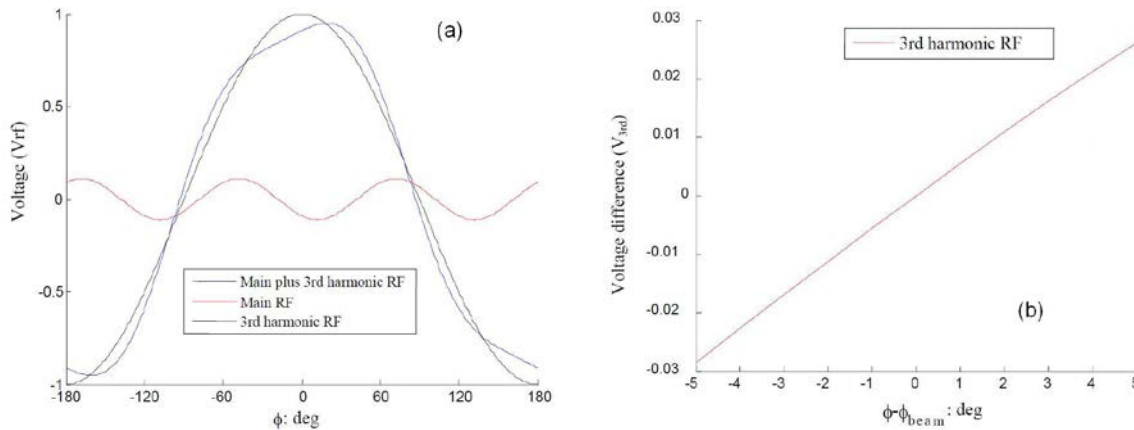 (a)
1
0.5
0
-0.5
-1
-180 -120 -60 0 60 120 180
Voltage (Vrf)
ϕ: deg
Main plus 3rd harmonic RF
Main RF
3rd harmonic RF
3rd harmonic RF
0.03
0.02
0.01
0
-0.01
-0.02
-0.03
-5 -4 -3 -2 -1 0 1 2 3 4 5
Voltage difference (V3rd)
ϕ-ϕbeam : deg
(b)